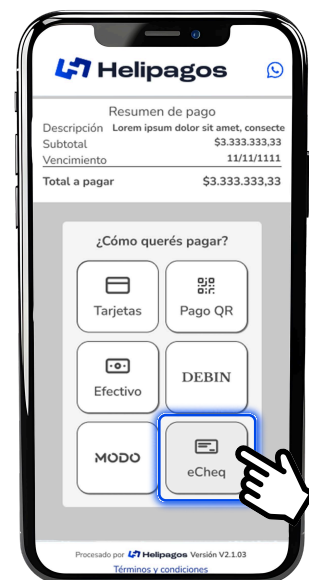 Helipagos
Resumen de pago
Descripción Lorem ipsum dolor sit amet, consecte
Subtotal $3.333.333,33
Vencimiento 11/11/1111
Total a pagar $3.333.333,33
¿Cómo querés pagar?
Tarjetas Pago QR
Efectivo DEBIN
MODO eCheq
Procesado por Helipagos Versión V2.1.03
Términos y condiciones